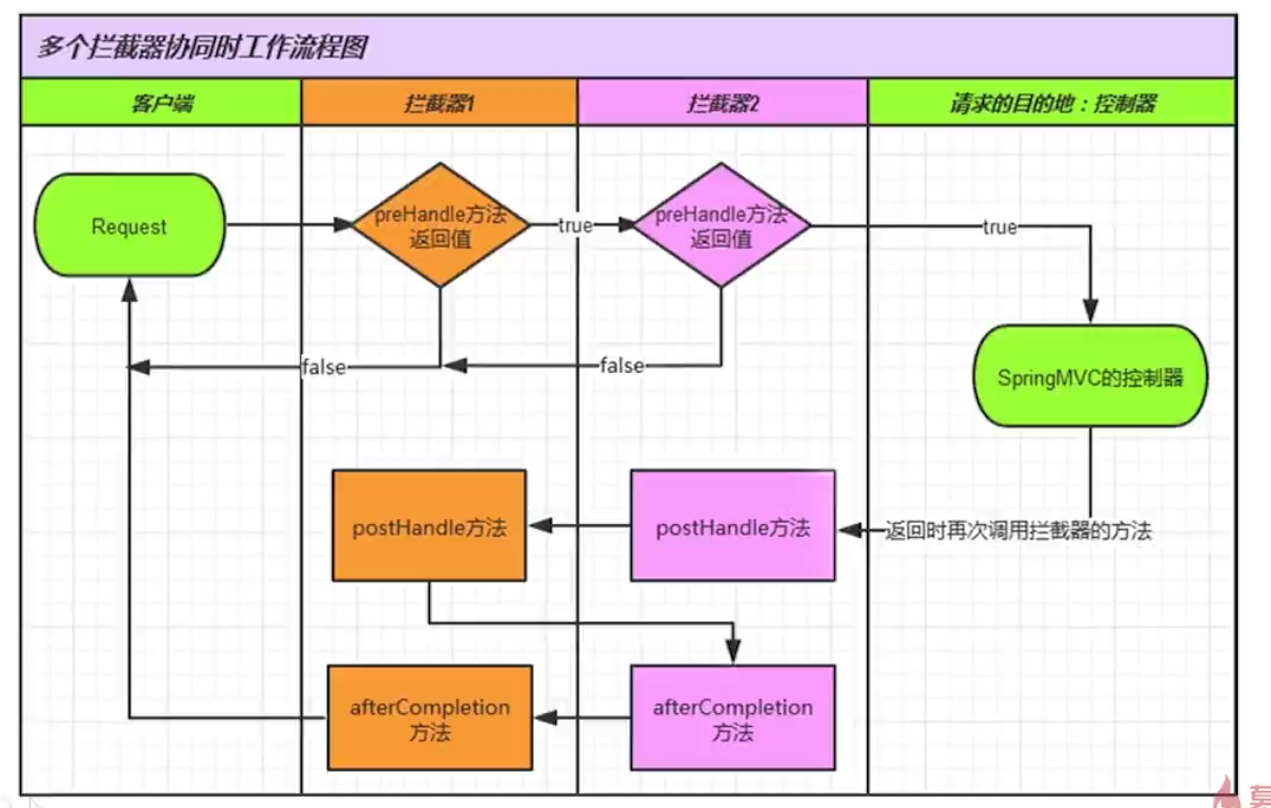 多个拦截器协同时工作流程图
客户端
拦截器1
拦截器2
请求的目的地：控制器
Request
preHandle方法
返回值
true
preHandle方法
返回值
true
false
false
SpringMVC的控制器
postHandle方法
postHandle方法
返回时再次调用拦截器的方法
afterCompletion
方法
afterCompletion
方法